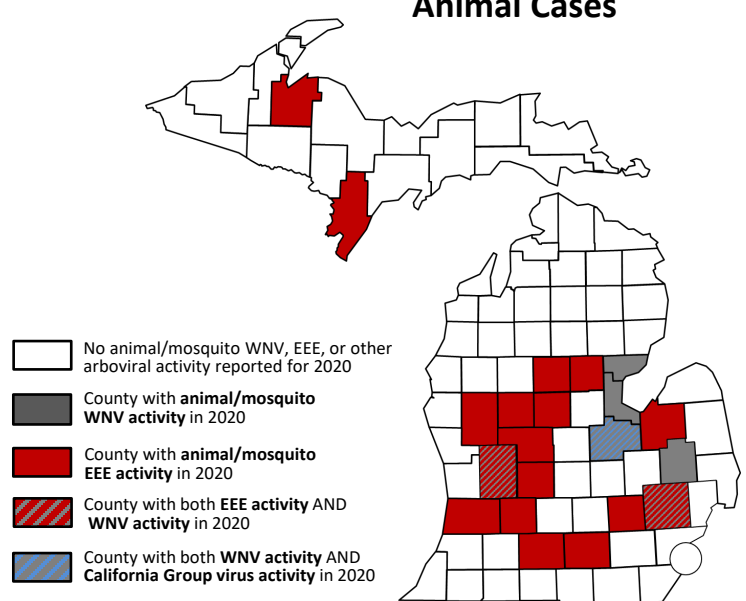 Animal Cases
No animal/mosquito WNV, EEE, or other
arboviral activity reported for 2020
County with animal/mosquito
WNV activity in 2020
County with animal/mosquito
EEE activity in 2020
County with both EEE activity AND
WNV activity in 2020
County with both WNV activity AND
California Group virus activity in 2020